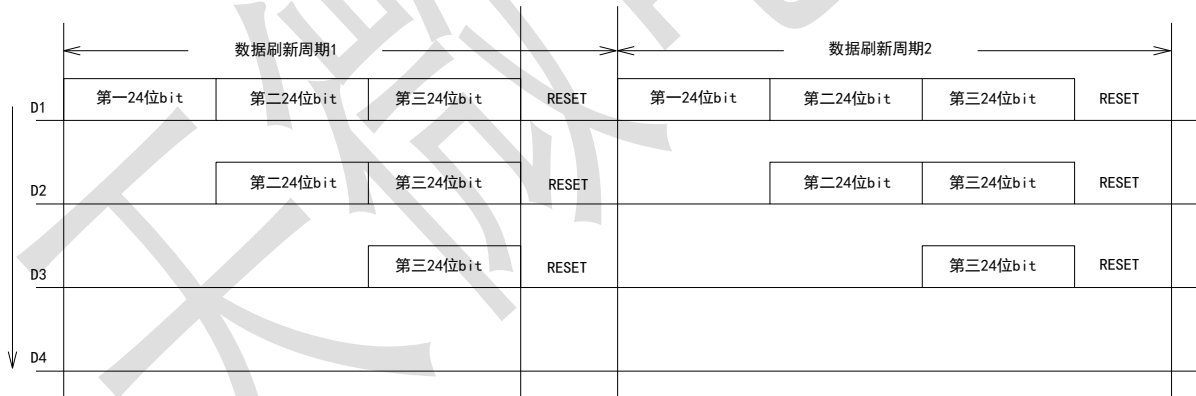 数据刷新周期1 数据刷新周期2
D1 第一24位bit 第二24位bit 第三24位bit RESET 第一24位bit 第二24位bit 第三24位bit RESET
D2 第二24位bit 第三24位bit RESET 第二24位bit 第三24位bit RESET
D3 第三24位bit RESET 第三24位bit RESET
D4
天微